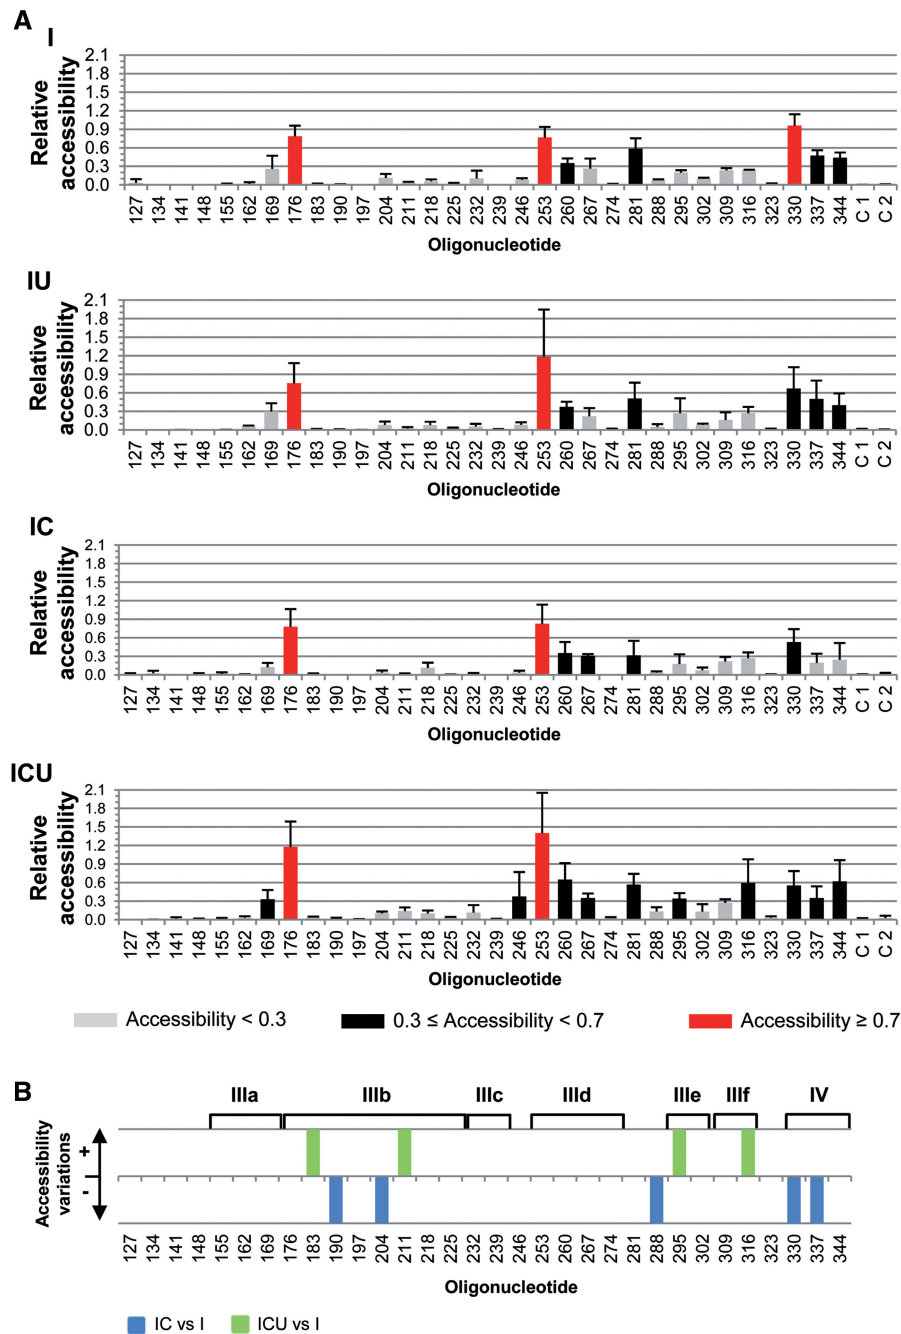 A
I
Relative accessibility
2.1
1.8
1.5
1.2
0.9
0.6
0.3
0.0
127 134 141 148 155 162 169 176 183 190 197 204 211 218 225 232 239 246 253 260 267 274 281 288 295 302 309 316 323 330 337 344 C 1 C 2
Oligonucleotide
IU
Relative accessibility
2.1
1.8
1.5
1.2
0.9
0.6
0.3
0.0
127 134 141 148 155 162 169 176 183 190 197 204 211 218 225 232 239 246 253 260 267 274 281 288 295 302 309 316 323 330 337 344 C 1 C 2
Oligonucleotide
IC
Relative accessibility
2.1
1.8
1.5
1.2
0.9
0.6
0.3
0.0
127 134 141 148 155 162 169 176 183 190 197 204 211 218 225 232 239 246 253 260 267 274 281 288 295 302 309 316 323 330 337 344 C 1 C 2
Oligonucleotide
ICU
Relative accessibility
2.1
1.8
1.5
1.2
0.9
0.6
0.3
0.0
127 134 141 148 155 162 169 176 183 190 197 204 211 218 225 232 239 246 253 260 267 274 281 288 295 302 309 316 323 330 337 344 C 1 C 2
Oligonucleotide
Accessibility < 0.3 0.3 ≤ Accessibility < 0.7 Accessibility ≥ 0.7
B
IIIa IIIb IIIc IIId IIIe IIIf IV
Accessibility variations
+
-
127 134 141 148 155 162 169 176 183 190 197 204 211 218 225 232 239 246 253 260 267 274 281 288 295 302 309 316 323 330 337 344
Oligonucleotide
IC vs I ICU vs I